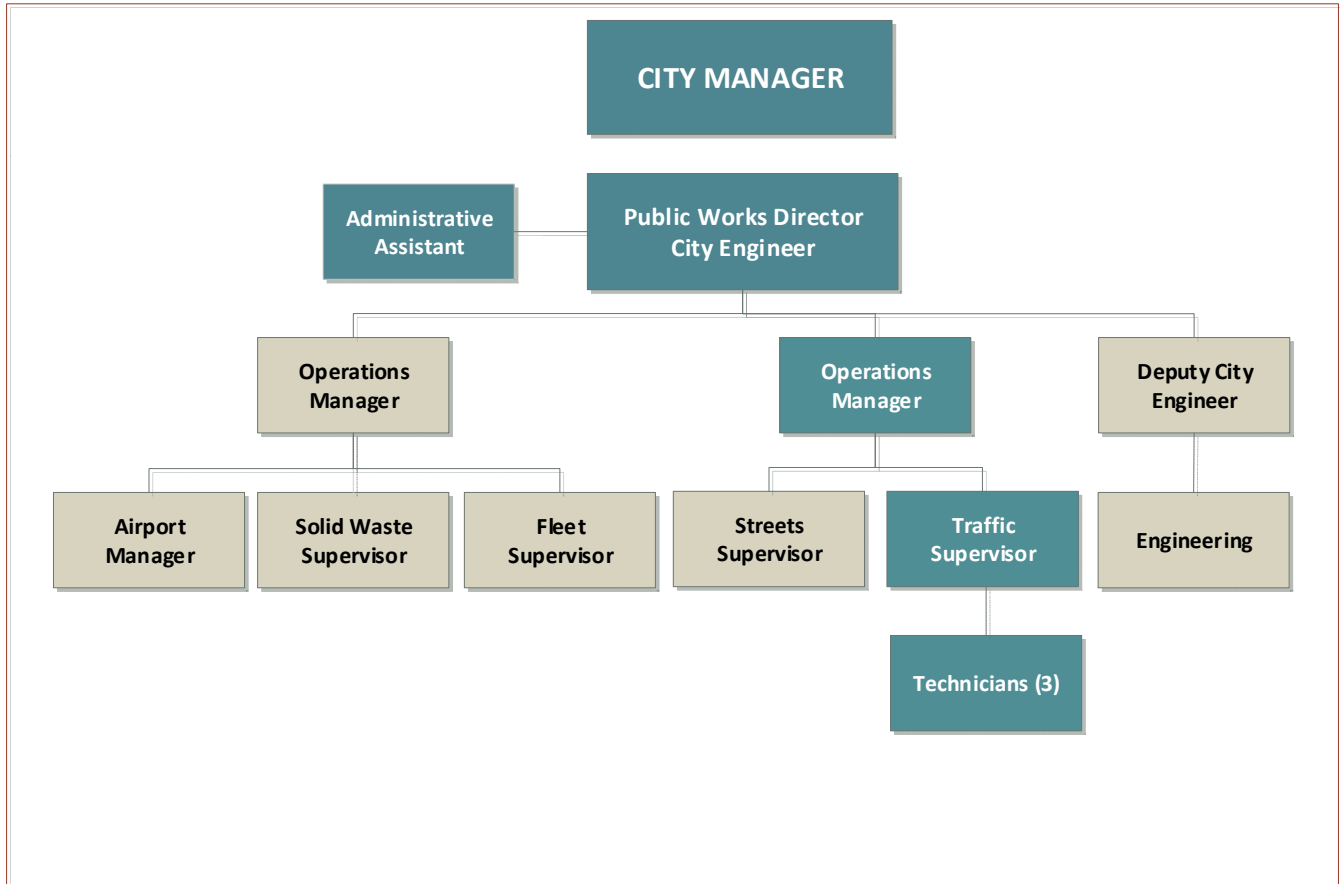 CITY MANAGER
Administrative
Assistant
Public Works Director
City Engineer
Operations
Manager
Operations
Manager
Deputy City
Engineer
Airport
Manager
Solid Waste
Supervisor
Fleet
Supervisor
Streets
Supervisor
Traffic
Supervisor
Engineering
Technicians (3)